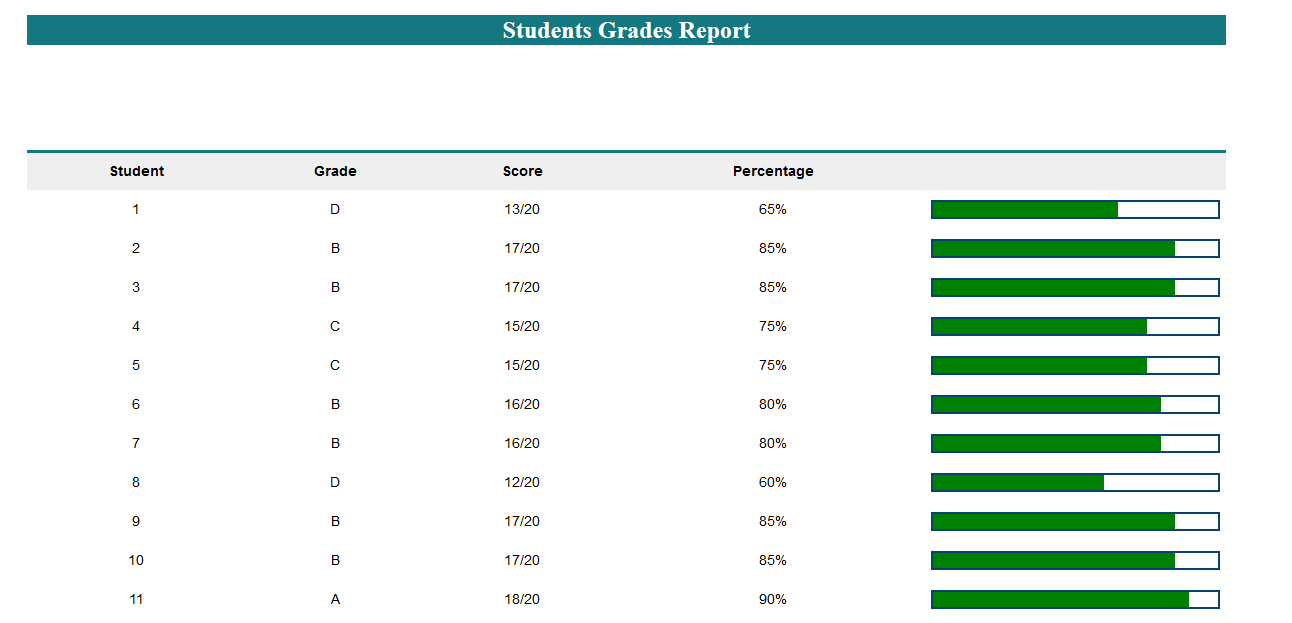 Students Grades Report
Student Grade Score Percentage
1 D 13/20 65%
2 B 17/20 85%
3 B 17/20 85%
4 C 15/20 75%
5 C 15/20 75%
6 B 16/20 80%
7 B 16/20 80%
8 D 12/20 60%
9 B 17/20 85%
10 B 17/20 85%
11 A 18/20 90%